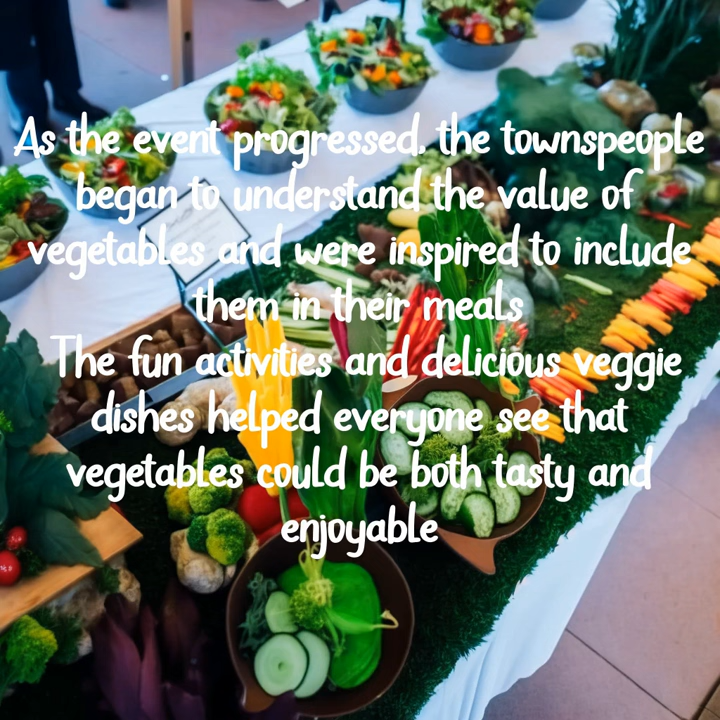 As the event progressed, the townspeople
began to understand the value of
vegetables and were inspired to include
them in their meals
The fun activities and delicious veggie
dishes helped everyone see that
vegetables could be both tasty and
enjoyable